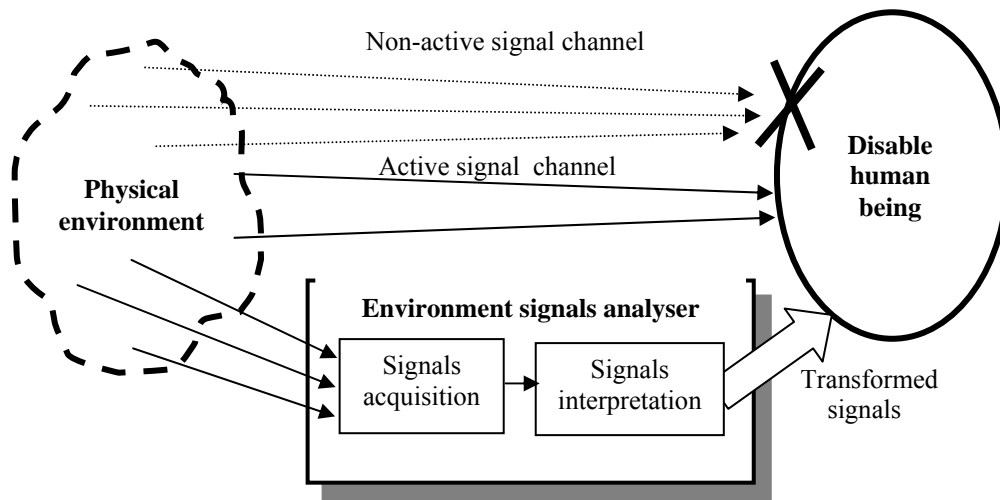 Non-active signal channel
Active signal channel
Physical
environment
Disable
human
being
Environment signals analyser
Signals
acquisition
Signals
interpretation
Transformed
signals